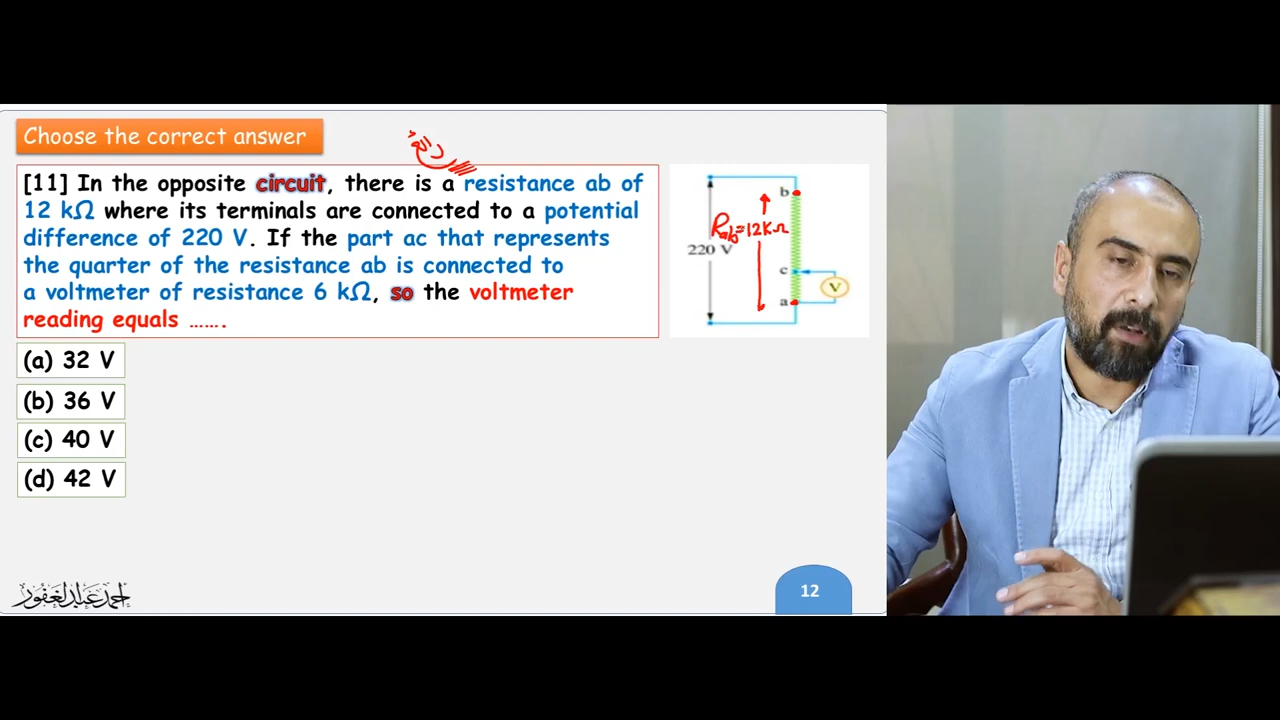 Choose the correct answer
[11] In the opposite circuit, there is a resistance ab of
12 kΩ where its terminals are connected to a potential
difference of 220 V. If the part ac that represents
the quarter of the resistance ab is connected to
a voltmeter of resistance 6 kΩ, so the voltmeter
reading equals …….
(a) 32 V
(b) 36 V
(c) 40 V
(d) 42 V
b
Rab=12KΩ
220 V
c
V
a
احمد عبد الغفور
12